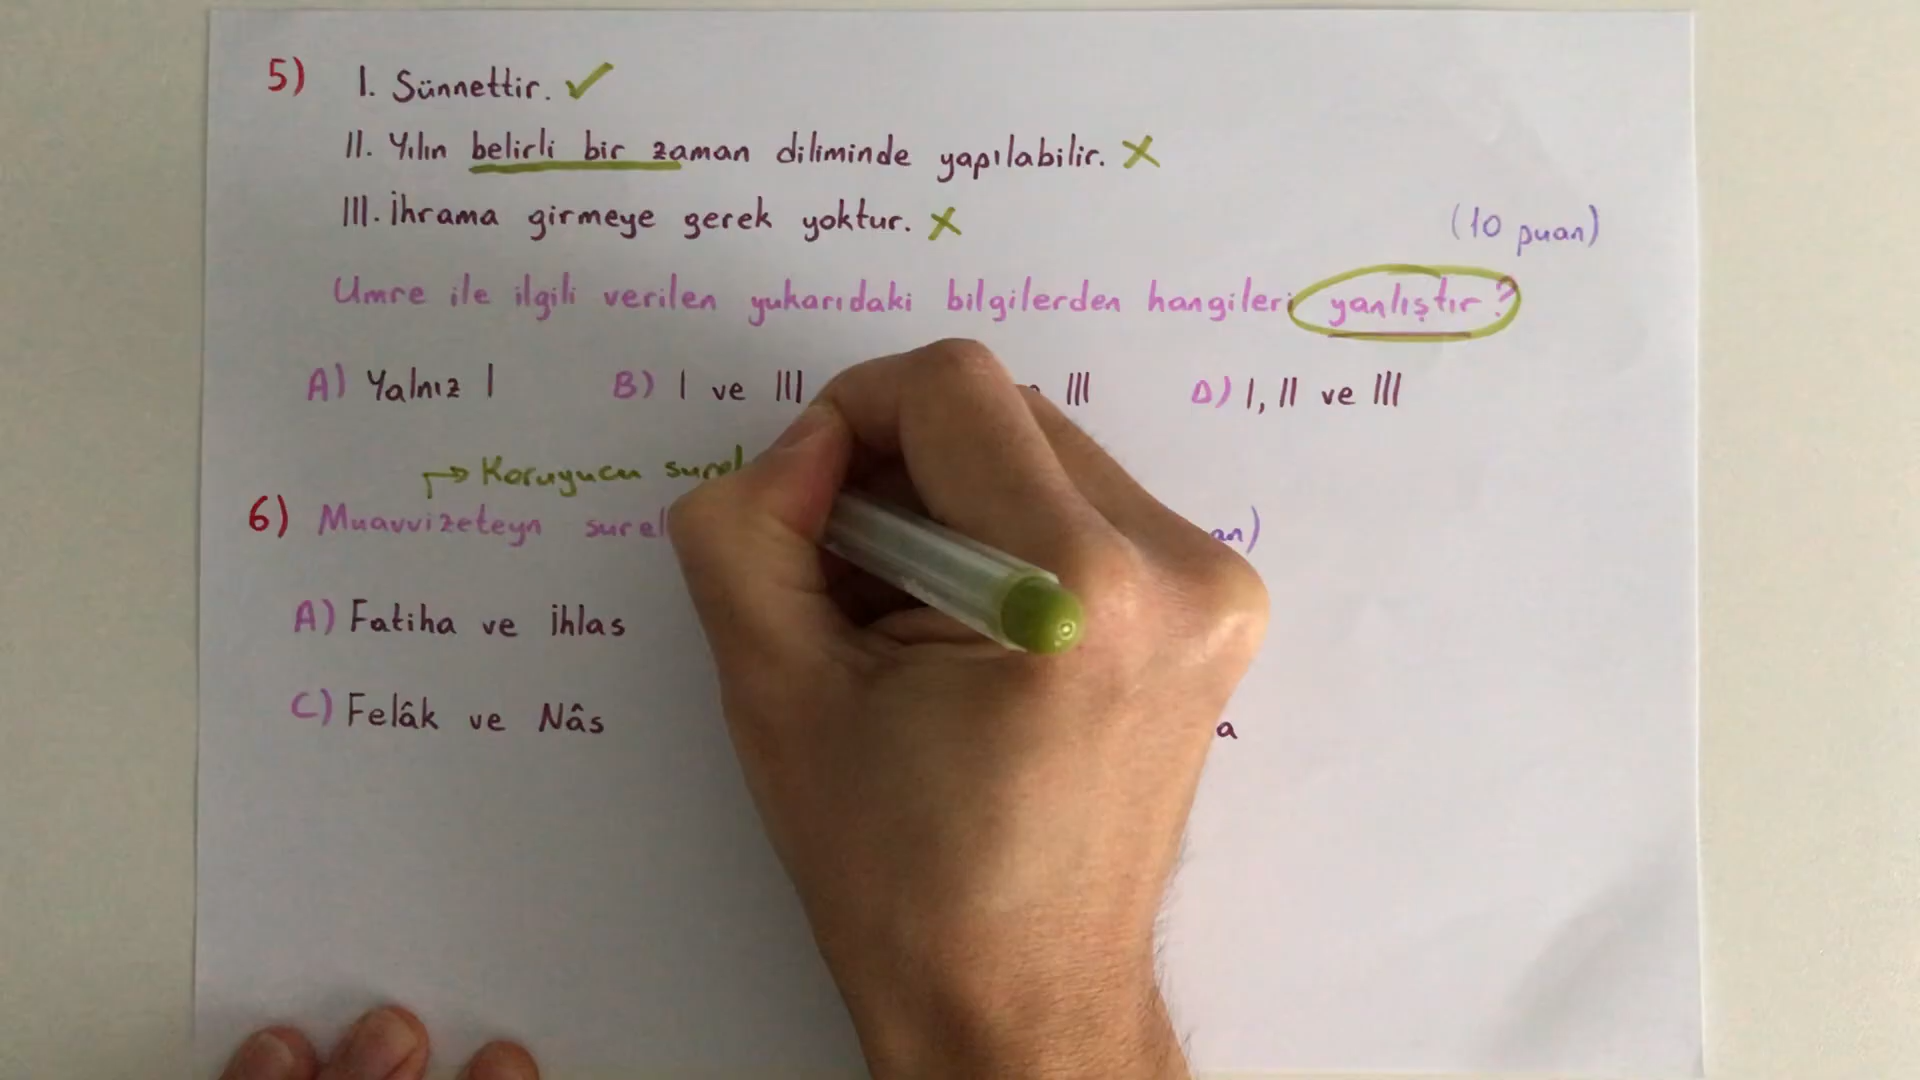 5) I. Sünnettir. ✓
II. Yılın belirli bir zaman diliminde yapılabilir. X
III. İhrama girmeye gerek yoktur. X
(10 puan)
Umre ile ilgili verilen yukarıdaki bilgilerden hangileri yanlıştır?
A) Yalnız I B) I ve III III D) I, II ve III
→ Koruyucu
6) Muavvizeteyn
A) Fatiha ve İhlas
C) Felâk ve Nâs